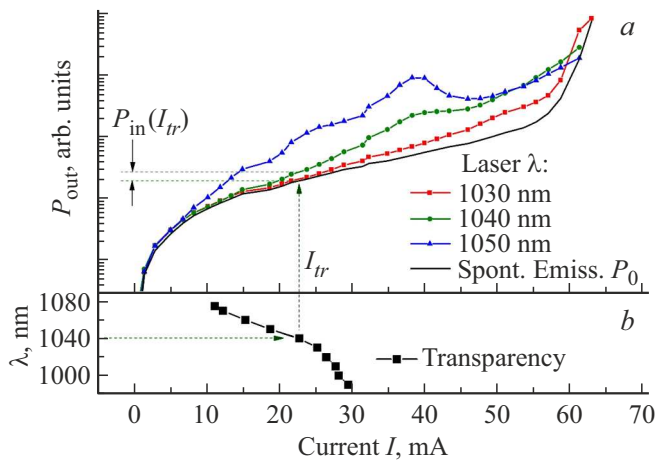 a
P_out, arb. units
P_in(I_tr)
I_tr
Laser λ:
1030 nm
1040 nm
1050 nm
Spont. Emiss. P_0
b
λ, nm
1080
1040
1000
Transparency
0 10 20 30 40 50 60 70
Current I, mA